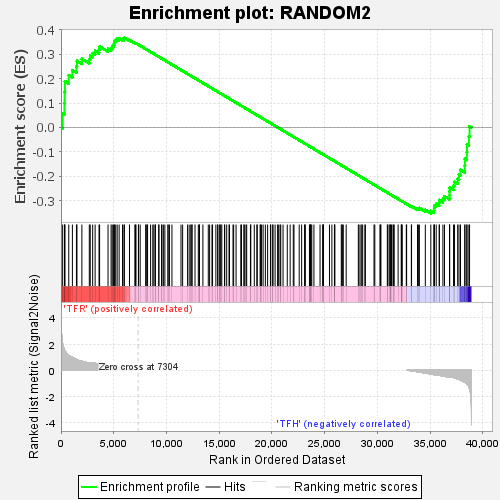 Enrichment plot: RANDOM2
Enrichment score (ES)
0.4
0.3
0.2
0.1
0.0
-0.1
-0.2
-0.3
'TFR' (positively correlated)
Zero cross at 7304
'TFH' (negatively correlated)
Ranked list metric (Signal2Noise)
4
2
0
-2
-4
0
5,000
10,000
15,000
20,000
25,000
30,000
35,000
40,000
Rank in Ordered Dataset
Enrichment profile
Hits
Ranking metric scores